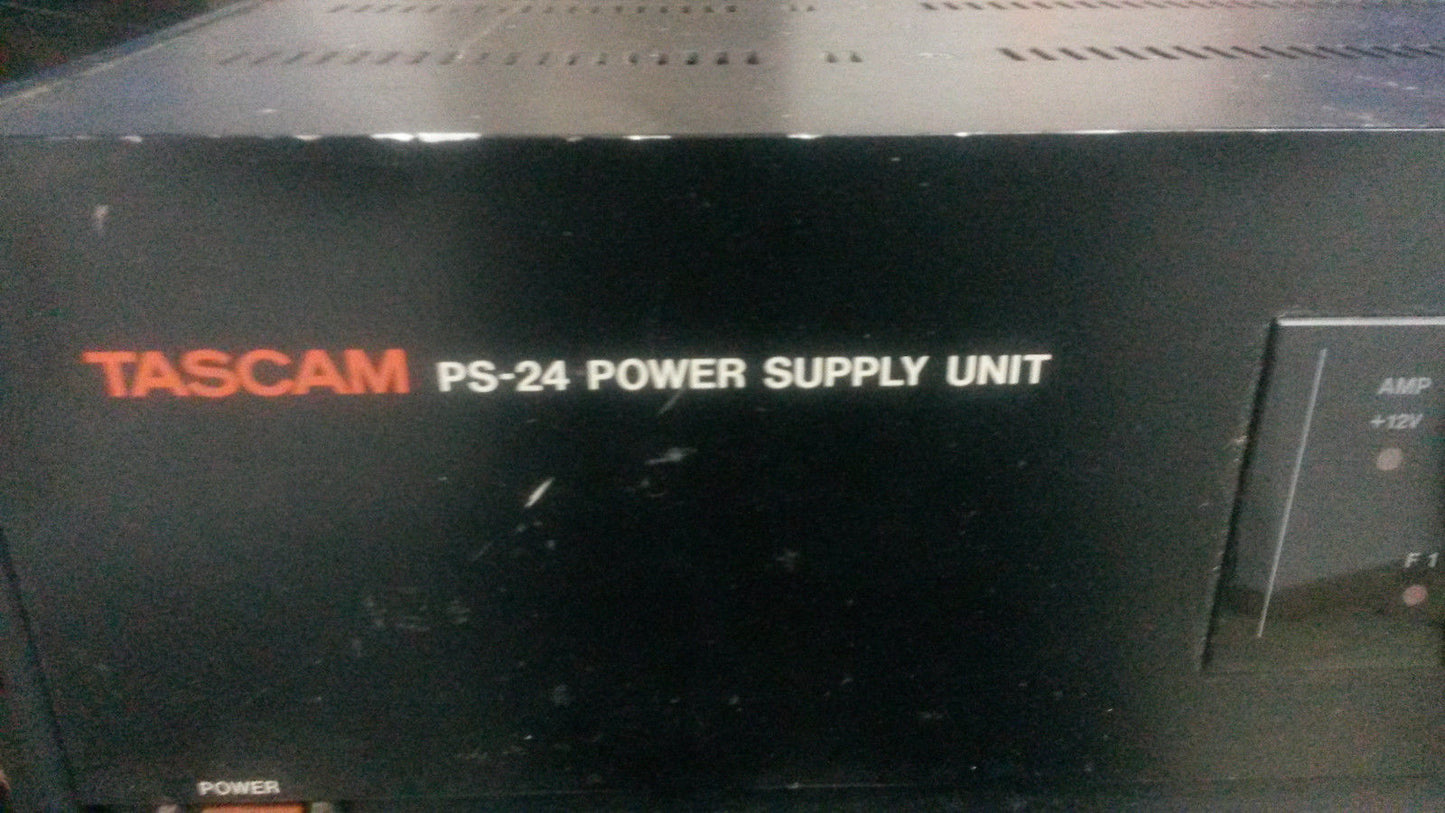 TASCAM PS-24 POWER SUPPLY UNIT
AMP
+12V
F 1
POWER